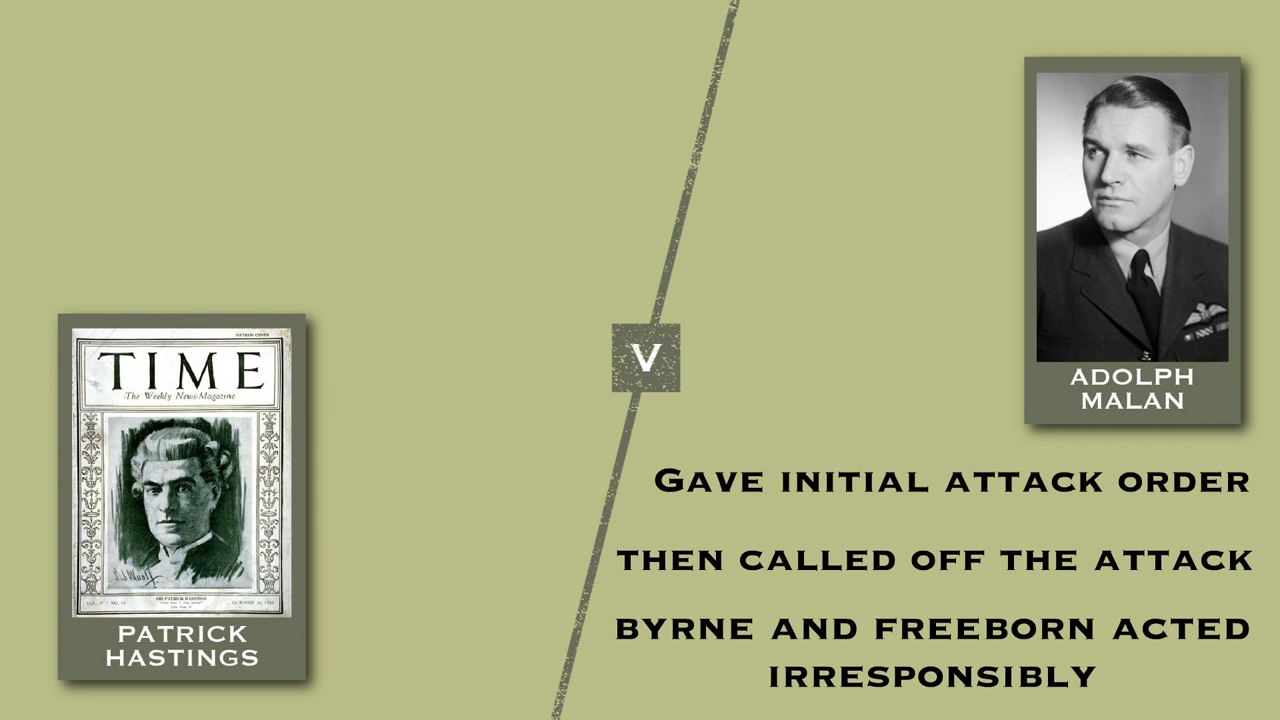 TIME
The Weekly News-Magazine
PATRICK
HASTINGS
V
ADOLPH
MALAN
GAVE INITIAL ATTACK ORDER
THEN CALLED OFF THE ATTACK
BYRNE AND FREEBORN ACTED
IRRESPONSIBLY